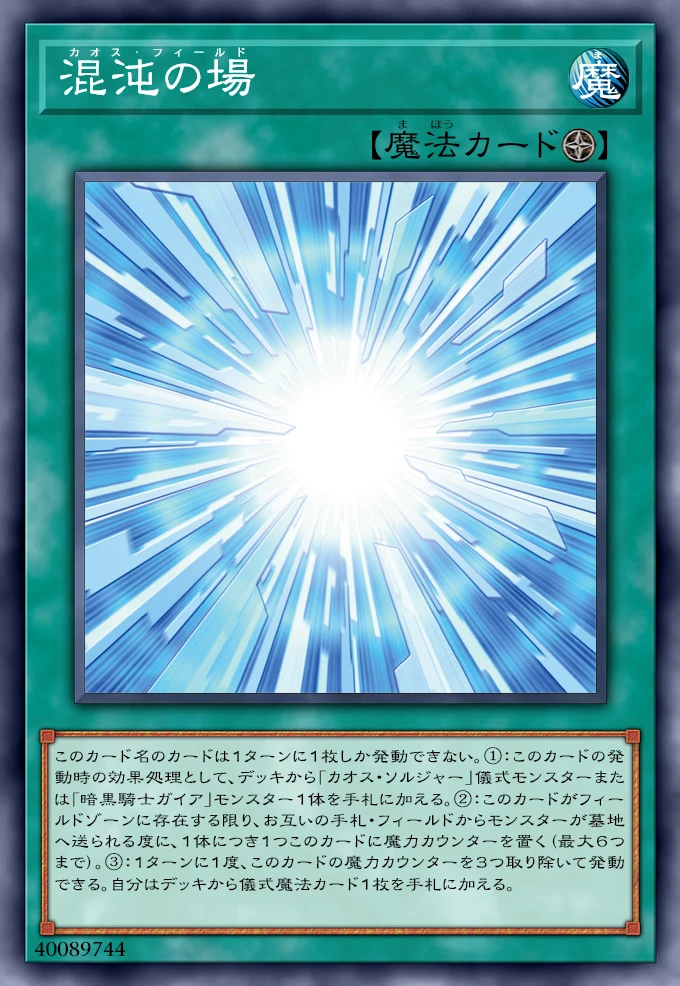 カオス・フィールド
混沌の場
ま
魔
ま ほう
【魔法カード】
このカード名のカードは1ターンに1枚しか発動できない。①：このカードの発
動時の効果処理として、デッキから「カオス・ソルジャー」儀式モンスターまた
は「暗黒騎士ガイア」モンスター1体を手札に加える。②：このカードがフィー
ルドゾーンに存在する限り、お互いの手札・フィールドからモンスターが墓地
へ送られる度に、1体につき1つこのカードに魔力カウンターを置く（最大6つ
まで）。③：1ターンに1度、このカードの魔力カウンターを3つ取り除いて発動
できる。自分はデッキから儀式魔法カード1枚を手札に加える。
40089744